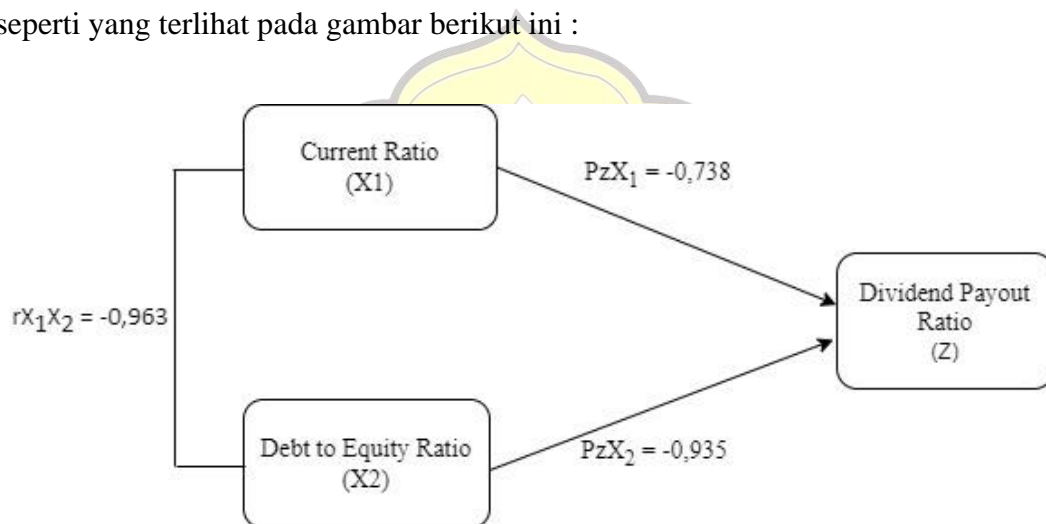 seperti yang terlihat pada gambar berikut ini :
Current Ratio
(X1)
PzX₁ = -0,738
Dividend Payout
Ratio
(Z)
rX₁X₂ = -0,963
Debt to Equity Ratio
(X2)
PzX₂ = -0,935